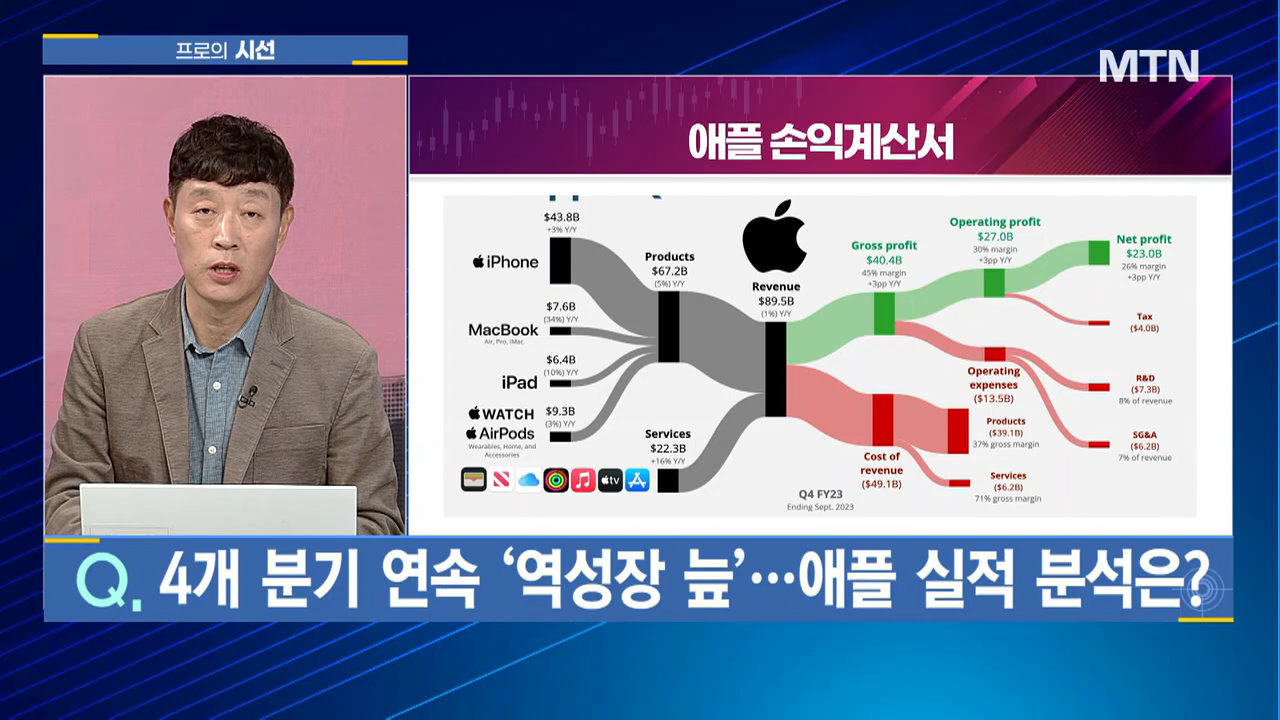 프로의 시선
MTN
애플 손익계산서
$43.8B
+3% Y/Y
iPhone
$7.6B
(34%) Y/Y
MacBook
Air, Pro, iMac
$6.4B
(10%) Y/Y
iPad
WATCH
$9.3B
(3%) Y/Y
AirPods
Wearables, Home, and
Accessories
Products
$67.2B
(5%) Y/Y
Services
$22.3B
+16% Y/Y
tv
Revenue
$89.5B
(1%) Y/Y
Gross profit
$40.4B
45% margin
+3pp Y/Y
Operating profit
$27.0B
30% margin
+3pp Y/Y
Net profit
$23.0B
26% margin
+3pp Y/Y
Tax
($4.0B)
Operating
expenses
($13.5B)
R&D
($7.3B)
8% of revenue
SG&A
($6.2B)
7% of revenue
Cost of
revenue
($49.1B)
Products
($39.1B)
37% gross margin
Services
($6.2B)
71% gross margin
Q4 FY23
Ending Sept. 2023
Q. 4개 분기 연속 ‘역성장 늪’…애플 실적 분석은?